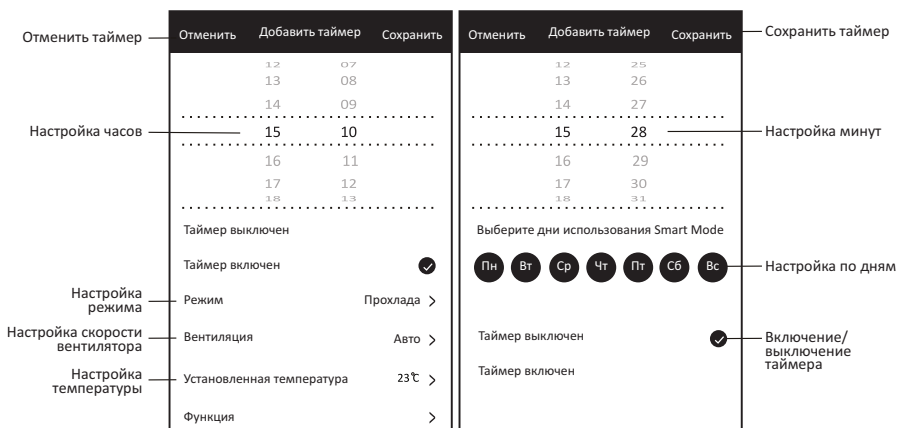 Отменить таймер
Отменить Добавить таймер Сохранить
12 07
13 08
14 09
Настройка часов
15 10
16 11
17 12
18 13
Таймер выключен
Таймер включен
Настройка
режима
Режим Прохлада
Настройка скорости
вентилятора
Вентиляция Авто
Настройка
температуры
Установленная температура 23℃
Функция
Отменить Добавить таймер Сохранить
Сохранить таймер
12 25
13 26
14 27
15 28
Настройка минут
16 29
17 30
18 31
Выберите дни использования Smart Mode
Пн Вт Ср Чт Пт Сб Вс
Настройка по дням
Таймер выключен
Включение/
выключение
таймера
Таймер включен